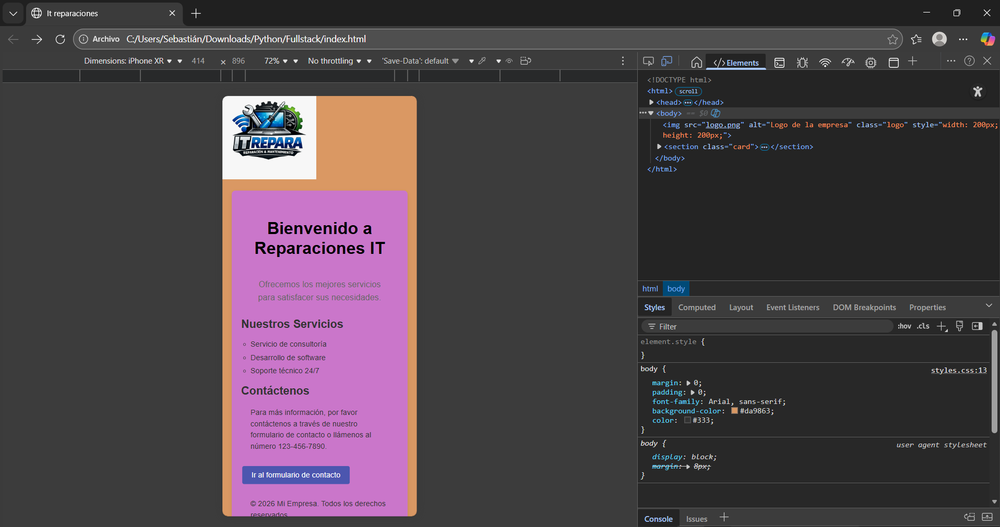 It reparaciones
Archivo C:/Users/Sebastián/Downloads/Python/Fullstack/index.html
Dimensions: iPhone XR 414 × 896 72% No throttling 'Save-Data': default
</>Elements
IT REPARA
REPARACIÓN & MANTENIMIENTO
Bienvenido a
Reparaciones IT
Ofrecemos los mejores servicios
para satisfacer sus necesidades.
Nuestros Servicios
Servicio de consultoría
Desarrollo de software
Soporte técnico 24/7
Contáctenos
Para más información, por favor
contáctenos a través de nuestro
formulario de contacto o llámenos al
número 123-456-7890.
Ir al formulario de contacto
© 2026 Mi Empresa. Todos los derechos
reservados
<!DOCTYPE html>
<html> scroll
<head> ••• </head>
••• <body> == $0
<img src="logo.png" alt="Logo de la empresa" class="logo" style="width: 200px;
height: 200px;">
<section class="card"> ••• </section>
</body>
</html>
html body
Styles Computed Layout Event Listeners DOM Breakpoints Properties
Filter :hov .cls
element.style {
}
body { styles.css:13
margin: 0;
padding: 0;
font-family: Arial, sans-serif;
background-color: #da9863;
color: #333;
}
body { user agent stylesheet
display: block;
margin: 8px;
}
Console Issues